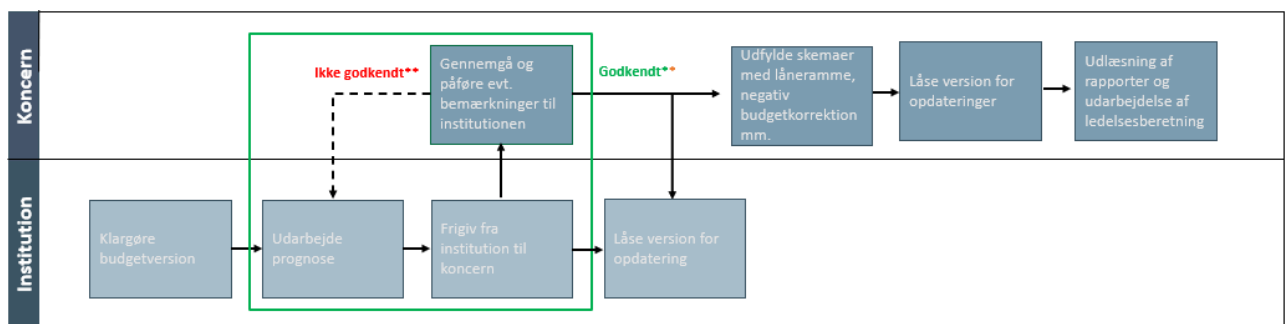 Koncern
Ikke godkendt**
Gennemgå og
påføre evt.
bemærkninger til
institutionen
Godkendt**
Udfylde skemaer
med låneramme,
negativ
budgetkorrektion
mm.
Låse version for
opdateringer
Udlæsning af
rapporter og
udarbejdelse af
ledelsesberetning
Institution
Klargøre
budgetversion
Udarbejde
prognose
Frigiv fra
institution til
koncern
Låse version for
opdatering